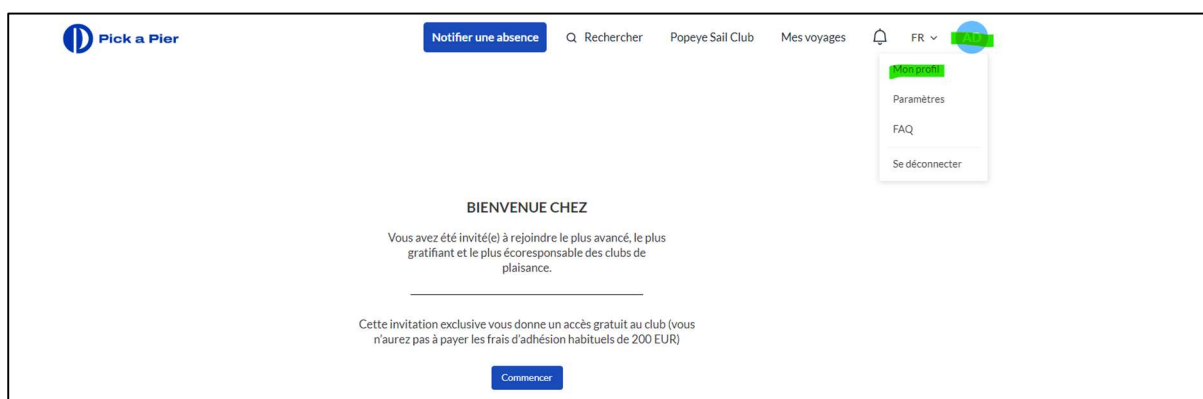 Pick a Pier
Notifier une absence
Rechercher
Popeye Sail Club
Mes voyages
FR
AD
Mon profil
Paramètres
FAQ
Se déconnecter
BIENVENUE CHEZ
Vous avez été invité(e) à rejoindre le plus avancé, le plus
gratifiant et le plus écoresponsable des clubs de
plaisance.
Cette invitation exclusive vous donne un accès gratuit au club (vous
n'aurez pas à payer les frais d'adhésion habituels de 200 EUR)
Commencer